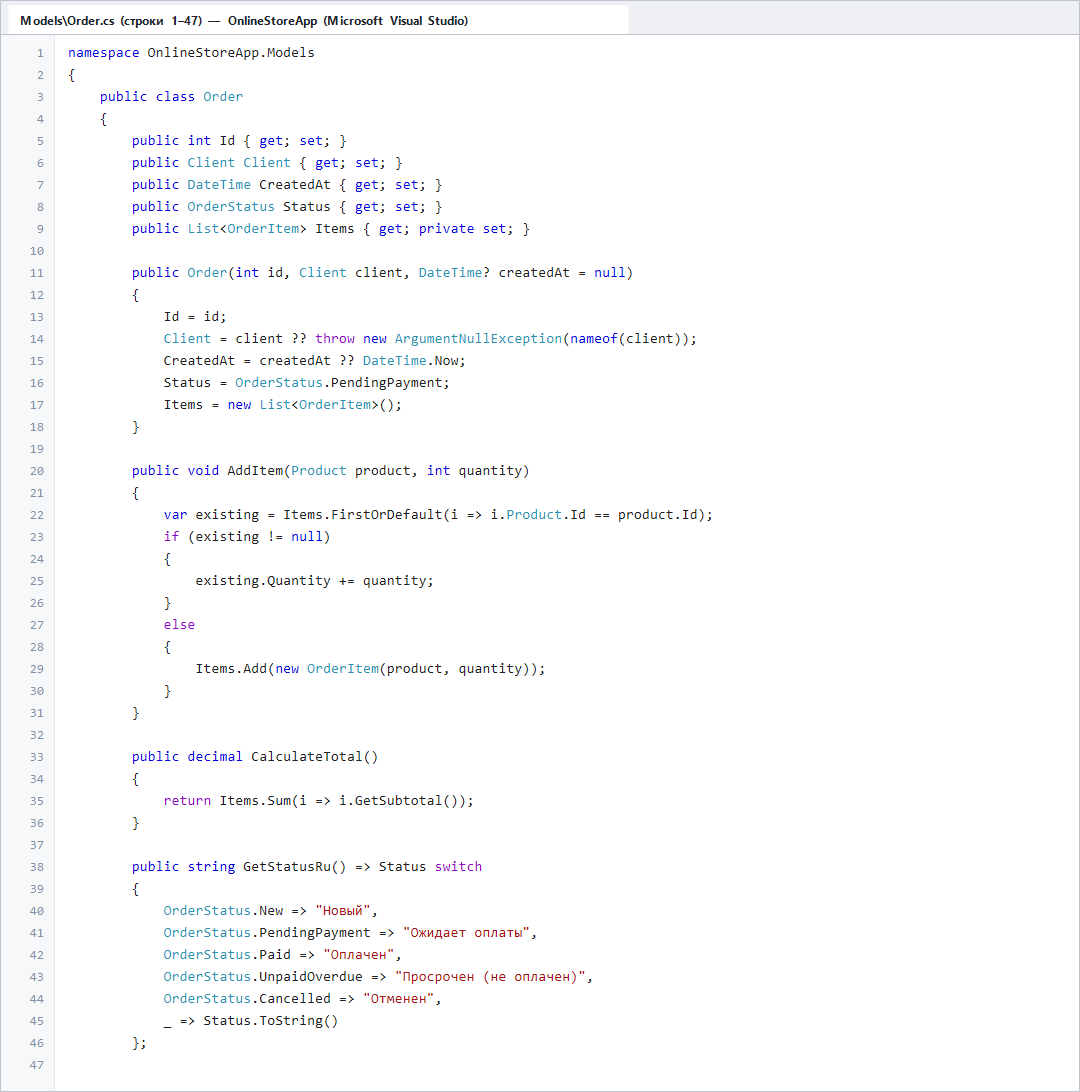 Models\Order.cs (строки 1–47) — OnlineStoreApp (Microsoft Visual Studio)
1 namespace OnlineStoreApp.Models
2 {
3     public class Order
4     {
5         public int Id { get; set; }
6         public Client Client { get; set; }
7         public DateTime CreatedAt { get; set; }
8         public OrderStatus Status { get; set; }
9         public List<OrderItem> Items { get; private set; }
10
11         public Order(int id, Client client, DateTime? createdAt = null)
12         {
13             Id = id;
14             Client = client ?? throw new ArgumentNullException(nameof(client));
15             CreatedAt = createdAt ?? DateTime.Now;
16             Status = OrderStatus.PendingPayment;
17             Items = new List<OrderItem>();
18         }
19
20         public void AddItem(Product product, int quantity)
21         {
22             var existing = Items.FirstOrDefault(i => i.Product.Id == product.Id);
23             if (existing != null)
24             {
25                 existing.Quantity += quantity;
26             }
27             else
28             {
29                 Items.Add(new OrderItem(product, quantity));
30             }
31         }
32
33         public decimal CalculateTotal()
34         {
35             return Items.Sum(i => i.GetSubtotal());
36         }
37
38         public string GetStatusRu() => Status switch
39         {
40             OrderStatus.New => "Новый",
41             OrderStatus.PendingPayment => "Ожидает оплаты",
42             OrderStatus.Paid => "Оплачен",
43             OrderStatus.UnpaidOverdue => "Просрочен (не оплачен)",
44             OrderStatus.Cancelled => "Отменен",
45             _ => Status.ToString()
46         };
47